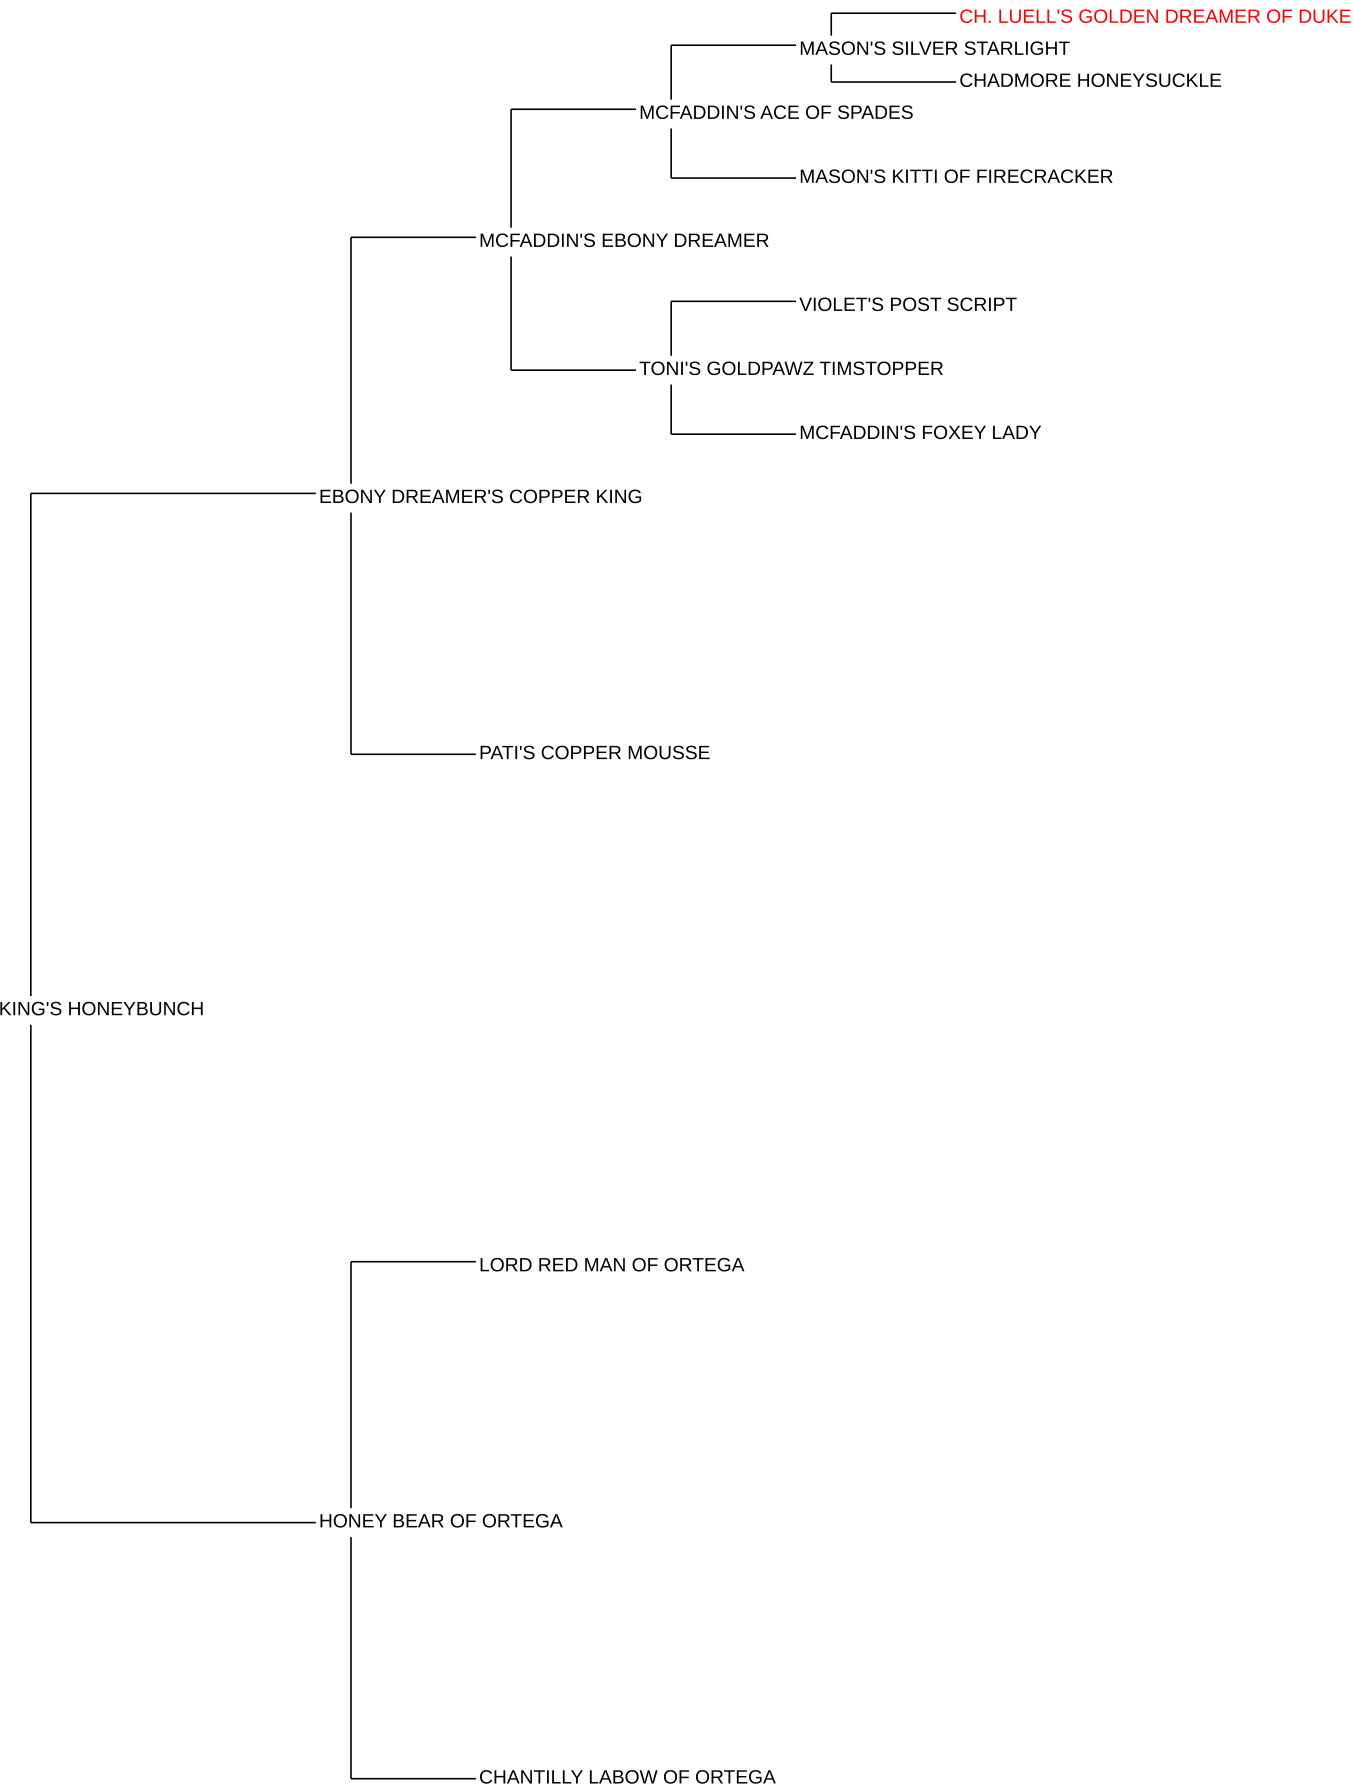 CH. LUELL'S GOLDEN DREAMER OF DUKE
MASON'S SILVER STARLIGHT
CHADMORE HONEYSUCKLE
MCFADDIN'S ACE OF SPADES
MASON'S KITTI OF FIRECRACKER
MCFADDIN'S EBONY DREAMER
VIOLET'S POST SCRIPT
TONI'S GOLDPAWZ TIMSTOPPER
MCFADDIN'S FOXEY LADY
EBONY DREAMER'S COPPER KING
PATI'S COPPER MOUSSE
KING'S HONEYBUNCH
LORD RED MAN OF ORTEGA
HONEY BEAR OF ORTEGA
CHANTILLY LABOW OF ORTEGA